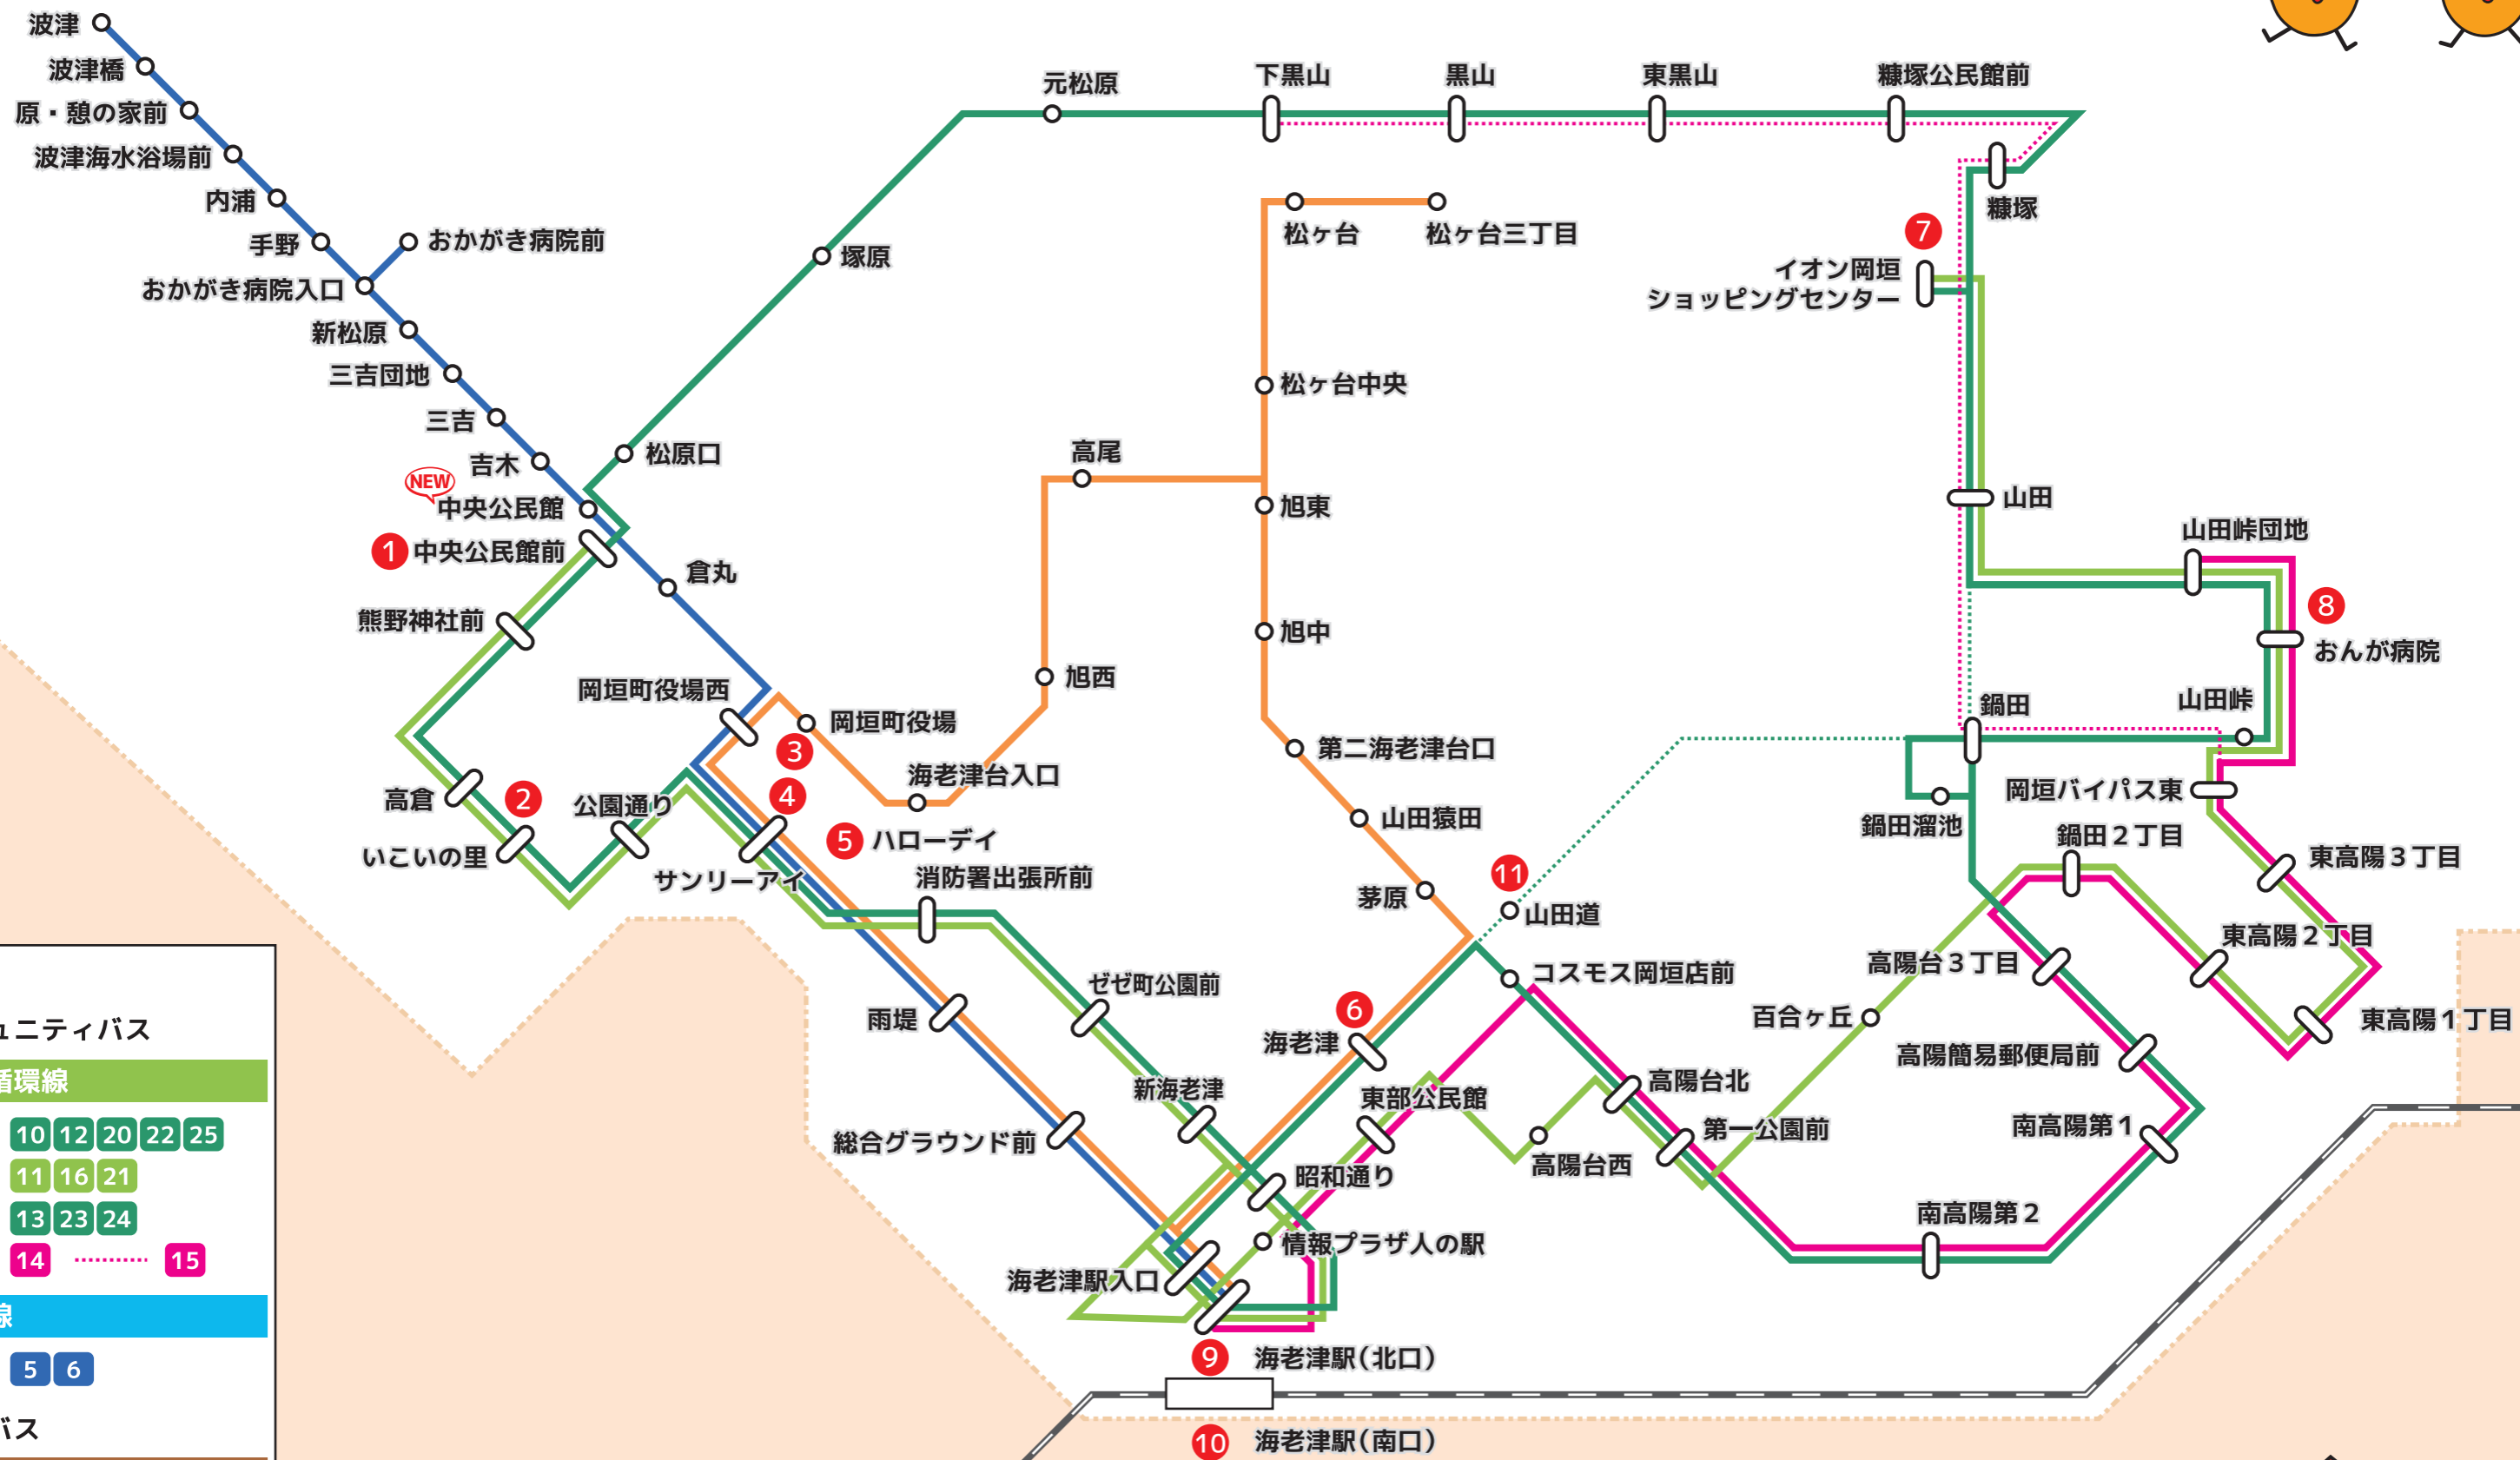 波津
波津橋
原・憩の家前
波津海水浴場前
内浦
手野
おかがき病院前
おかがき病院入口
新松原
三吉団地
三吉
吉木
NEW
中央公民館
1 中央公民館前
倉丸
熊野神社前
岡垣町役場西
高倉
2
いこいの里
公園通り
サンリーアイ
元松原
塚原
松原口
下黒山
黒山
東黒山
糠塚公民館前
糠塚
7
イオン岡垣
ショッピングセンター
松ヶ台
松ヶ台三丁目
松ヶ台中央
高尾
旭東
旭中
旭西
岡垣町役場
3
海老津台入口
4
5 ハローデイ
消防署出張所前
第二海老津台口
山田猿田
茅原
11
山田道
コスモス岡垣店前
山田
山田峠団地
8
おんが病院
山田峠
鍋田
岡垣バイパス東
鍋田溜池
鍋田2丁目
東高陽3丁目
東高陽2丁目
東高陽1丁目
高陽台3丁目
百合ヶ丘
高陽簡易郵便局前
南高陽第1
南高陽第2
ゼゼ町公園前
雨堤
6
海老津
新海老津
東部公民館
高陽台北
第一公園前
高陽台西
総合グラウンド前
昭和通り
情報プラザ人の駅
海老津駅入口
9 海老津駅(北口)
10 海老津駅(南口)
ュニティバス
循環線
10 12 20 22 25
11 16 21
13 23 24
14 15
線
5 6
バス